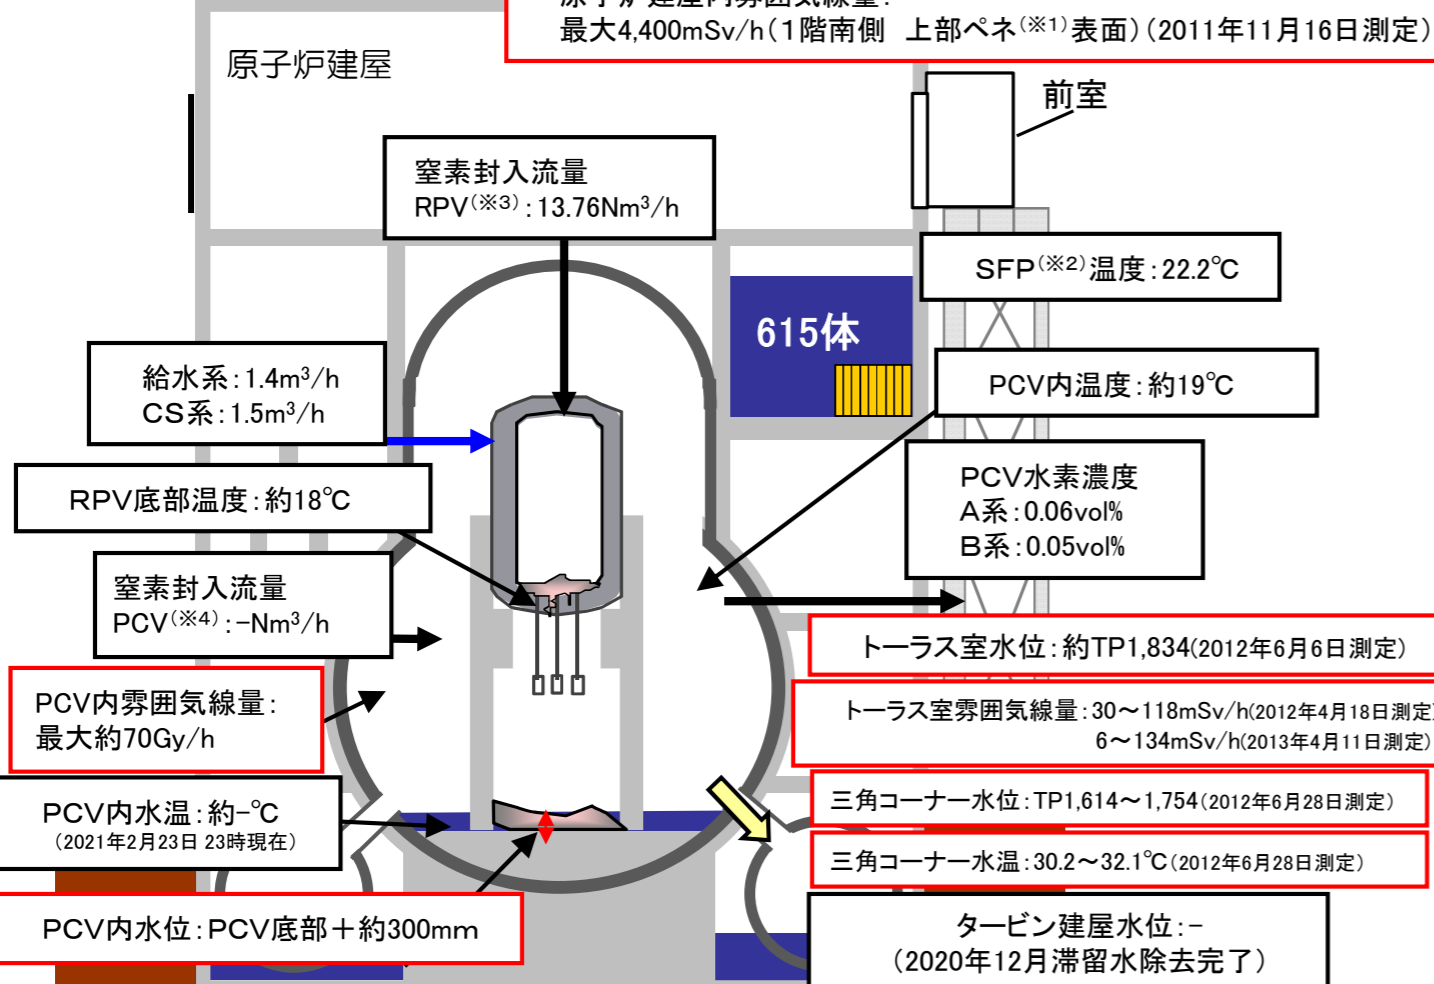 原子炉建屋内雰囲気線量：
最大4,400mSv/h（1階南側　上部ペネ(※1)表面）（2011年11月16日測定）
原子炉建屋
前室
窒素封入流量
RPV(※3)：13.76Nm³/h
SFP(※2)温度：22.2℃
615体
給水系：1.4m³/h
CS系：1.5m³/h
PCV内温度：約19℃
RPV底部温度：約18℃
PCV水素濃度
A系：0.06vol%
B系：0.05vol%
窒素封入流量
PCV(※4)：-Nm³/h
トーラス室水位：約TP1,834(2012年6月6日測定)
PCV内雰囲気線量：
最大約70Gy/h
トーラス室雰囲気線量：30～118mSv/h(2012年4月18日測定)
6～134mSv/h(2013年4月11日測定)
PCV内水温：約-℃
（2021年2月23日 23時現在）
三角コーナー水位：TP1,614～1,754(2012年6月28日測定)
三角コーナー水温：30.2～32.1℃(2012年6月28日測定)
PCV内水位：PCV底部＋約300mm
タービン建屋水位：-
（2020年12月滞留水除去完了）